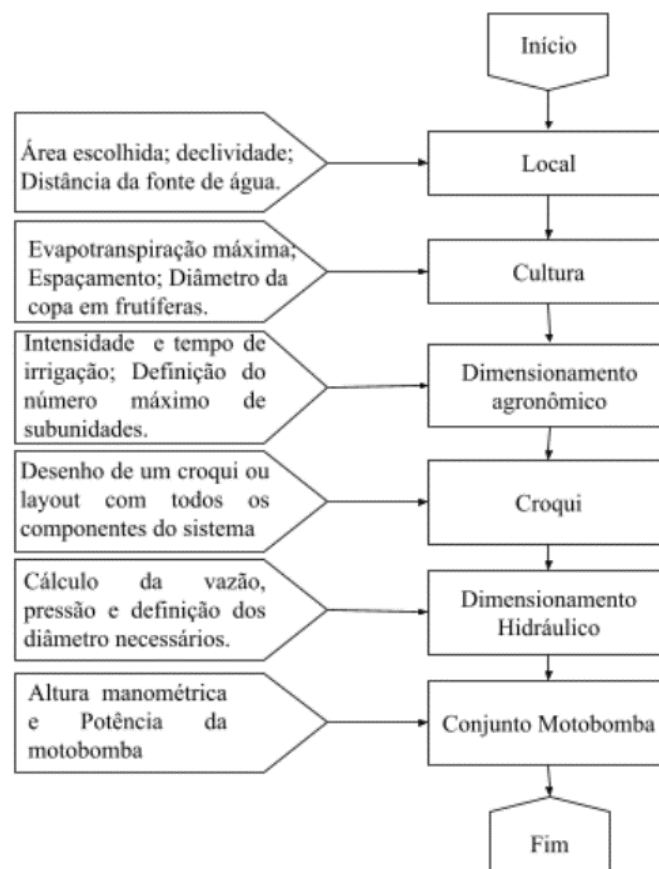 Início
Área escolhida; declividade;
Distância da fonte de água.
Local
Evapotranspiração máxima;
Espaçamento; Diâmetro da
copa em frutíferas.
Cultura
Intensidade e tempo de
irrigação; Definição do
número máximo de
subunidades.
Dimensionamento
agronômico
Desenho de um croqui ou
layout com todos os
componentes do sistema
Croqui
Cálculo da vazão,
pressão e definição dos
diâmetro necessários.
Dimensionamento
Hidráulico
Altura manométrica
e Potência da
motobomba
Conjunto Motobomba
Fim